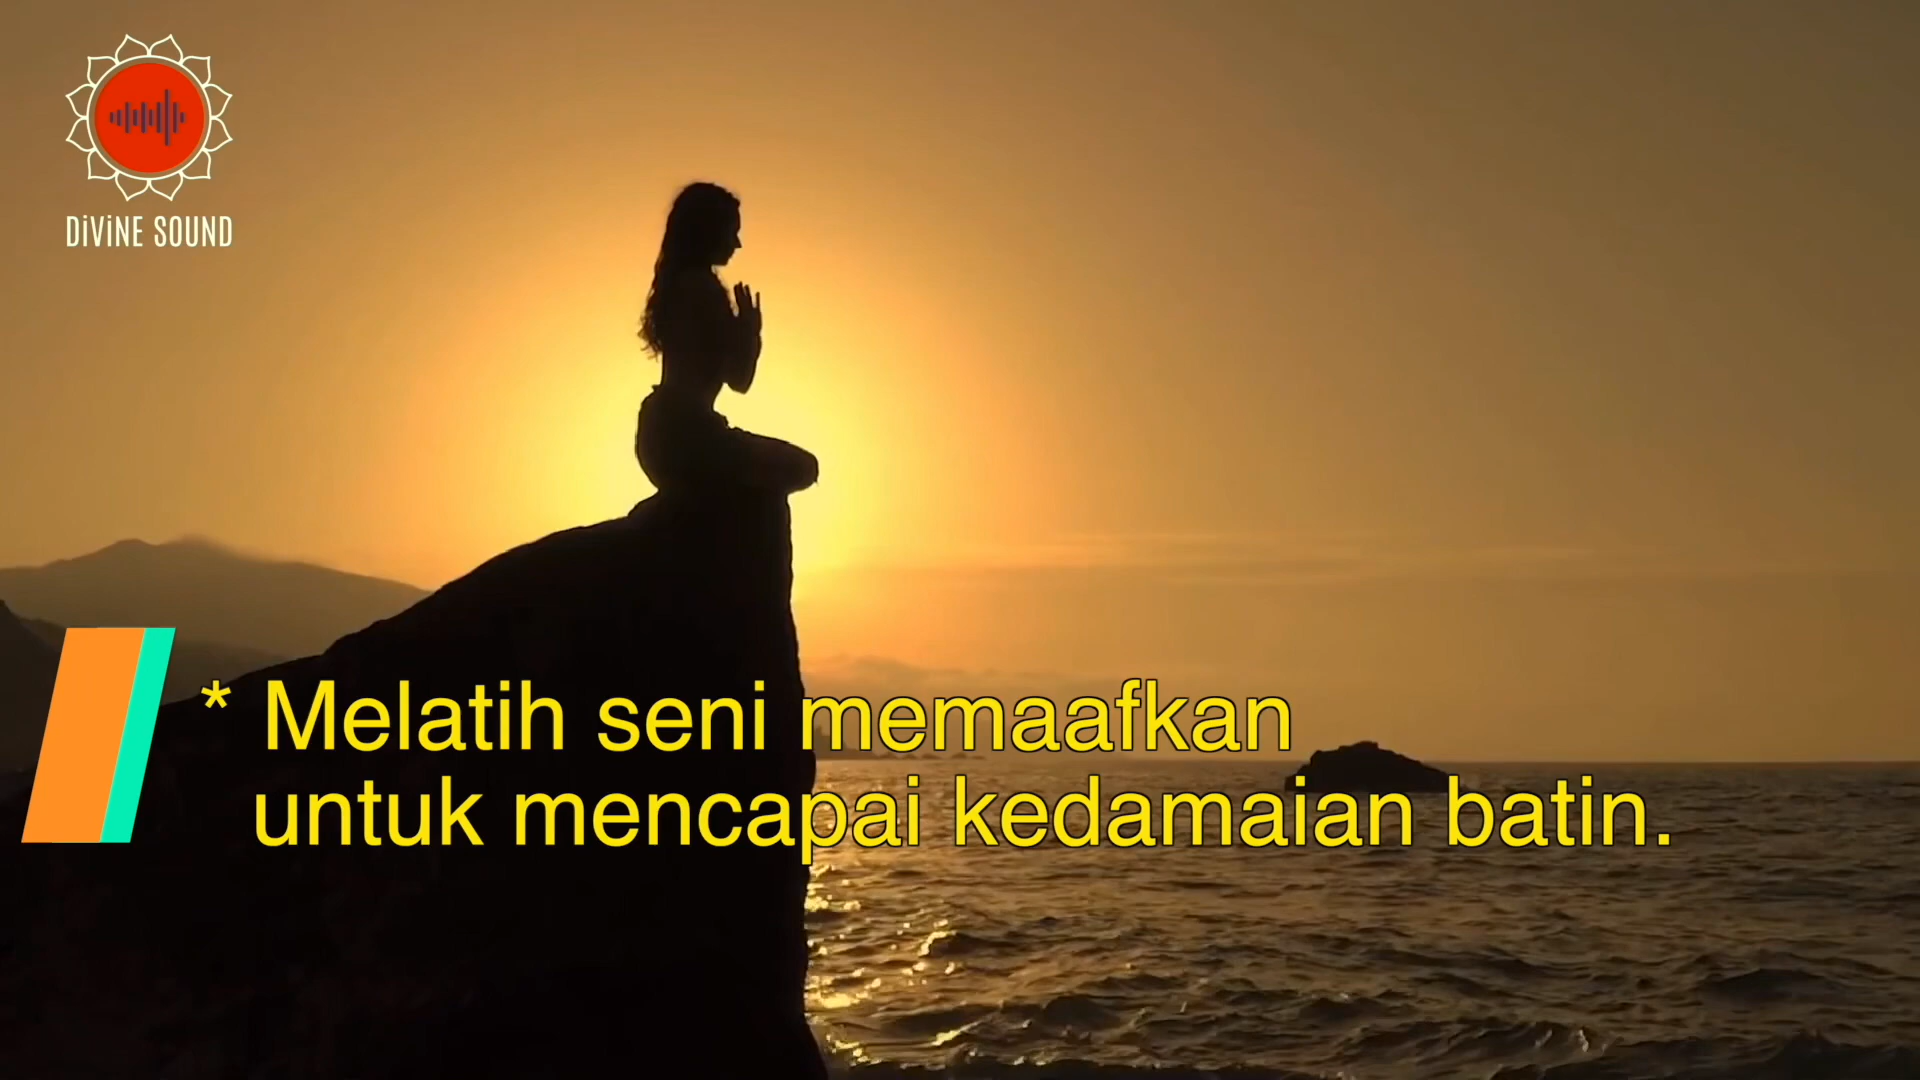 DiViNE SOUND
* Melatih seni memaafkan
untuk mencapai kedamaian batin.